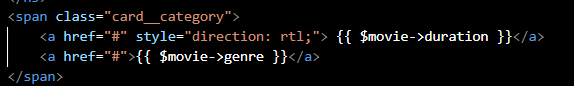 <span class="card__category">
<a href="#" style="direction: rtl;"> {{ $movie->duration }}</a>
<a href="#">{{ $movie->genre }}</a>
</span>